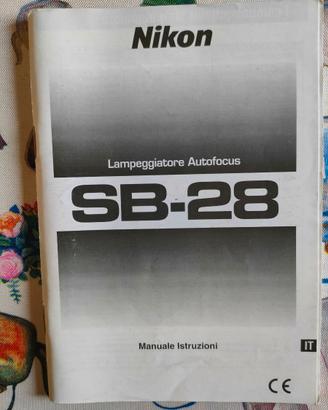 Nikon
Lampeggiatore Autofocus
SB-28
Manuale Istruzioni
IT
CE